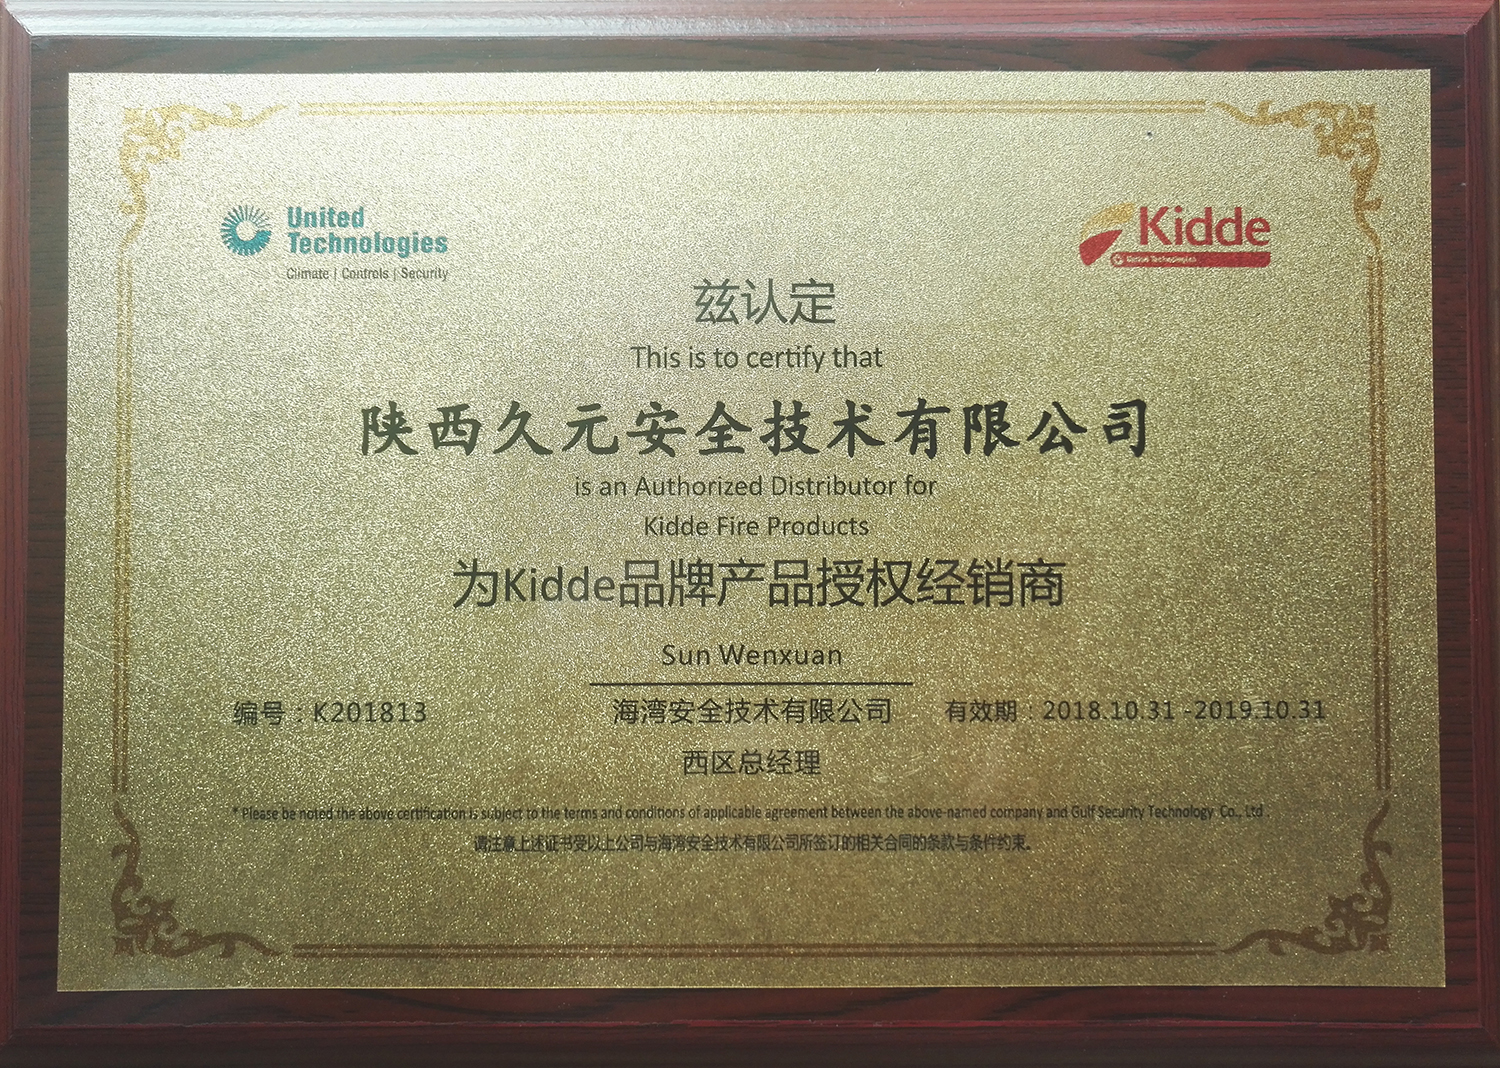 United
Technologies
Climate | Controls | Security
Kidde
United Technologies
兹认定
This is to certify that
陕西久元安全技术有限公司
is an Authorized Distributor for
Kidde Fire Products
为Kidde品牌产品授权经销商
Sun Wenxuan
编号：K201813
海湾安全技术有限公司
有效期：2018.10.31 -2019.10.31
西区总经理
* Please be noted the above certification is subject to the terms and conditions of applicable agreement between the above-named company and Gulf Security Technology Co., Ltd .
请注意上述证书受以上公司与海湾安全技术有限公司所签订的相关合同的条款与条件约束。